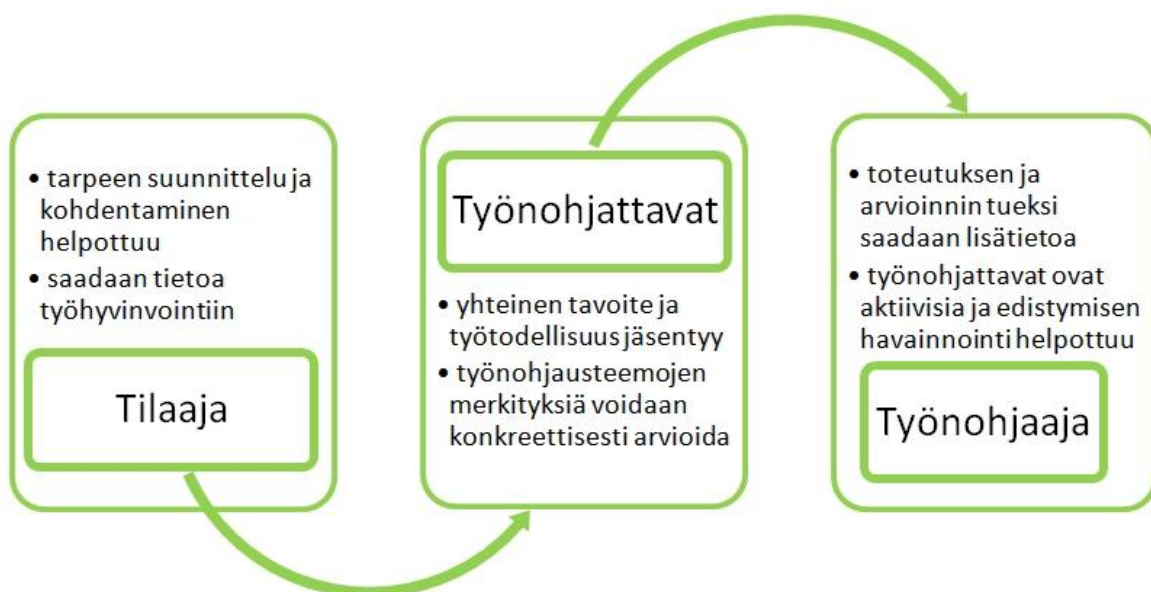 • tarpeen suunnittelu ja
kohdentaminen
helpottuu
• saadaan tietoa
työhyvinvointiin
Tilaaja
Työnohjattavat
• yhteinen tavoite ja
työtodellisuus jäsentyy
• työnohjausteemojen
merkityksiä voidaan
konkreettisesti arvioida
• toteutuksen ja
arvioinnin tueksi
saadaan lisätietoa
• työnohjattavat ovat
aktiivisia ja edistymisen
havainnointi helpottuu
Työnohjaaja